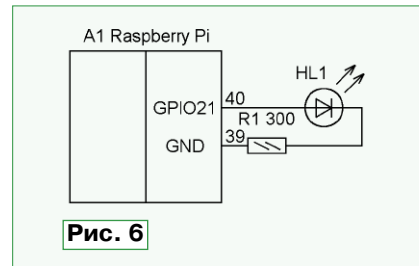 A1 Raspberry Pi
HL1
GPIO21 40
R1 300
GND 39
Рис. 6